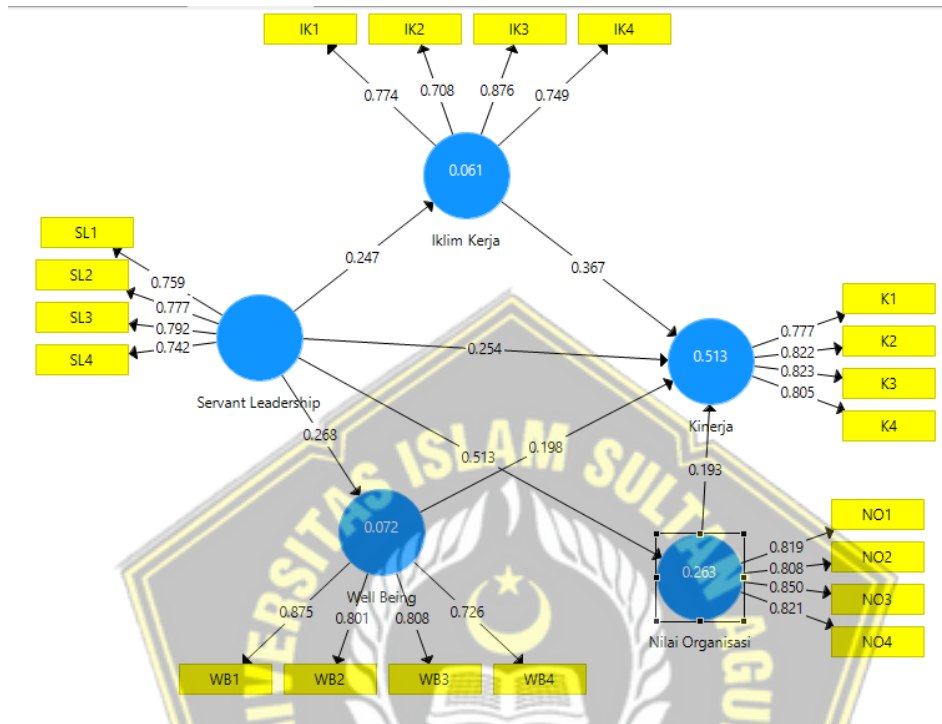 IK1 IK2 IK3 IK4
0.774 0.708 0.876 0.749
0.061
Iklim Kerja
SL1
SL2
SL3
SL4
0.759
0.777
0.792
0.742
Servant Leadership
0.247
0.367
0.254
0.268
0.513
0.198
0.193
K1
K2
K3
K4
0.777
0.822
0.823
0.805
0.513
Kinerja
0.072
Well Being
0.875 0.801 0.808 0.726
WB1 WB2 WB3 WB4
0.263
Nilai Organisasi
0.819
0.808
0.850
0.821
NO1
NO2
NO3
NO4
UNIVERSITAS ISLAM SULTAN AGU